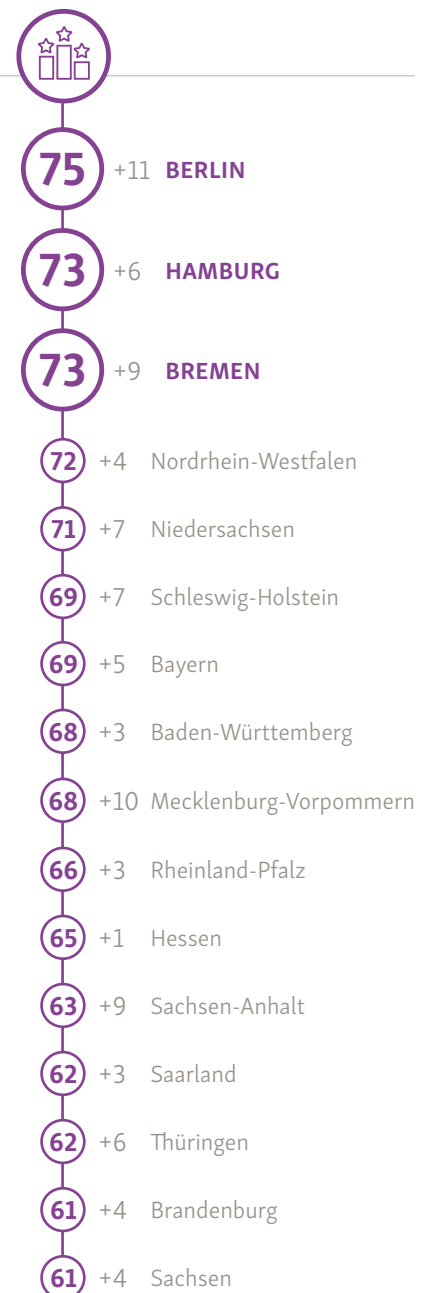 75 +11 BERLIN
73 +6 HAMBURG
73 +9 BREMEN
72 +4 Nordrhein-Westfalen
71 +7 Niedersachsen
69 +7 Schleswig-Holstein
69 +5 Bayern
68 +3 Baden-Württemberg
68 +10 Mecklenburg-Vorpommern
66 +3 Rheinland-Pfalz
65 +1 Hessen
63 +9 Sachsen-Anhalt
62 +3 Saarland
62 +6 Thüringen
61 +4 Brandenburg
61 +4 Sachsen